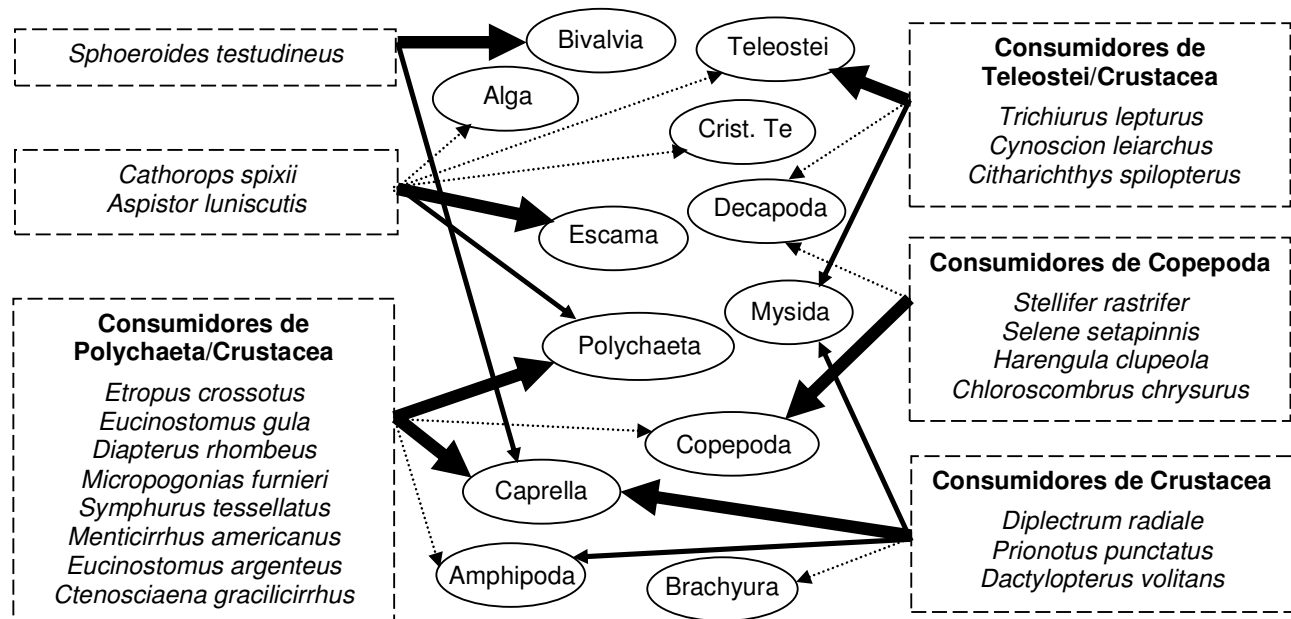 Sphoeroides testudineus
Cathorops spixii
Aspistor luniscutis
Consumidores de
Polychaeta/Crustacea
Etropus crossotus
Eucinostomus gula
Diapterus rhombeus
Micropogonias furnieri
Symphurus tessellatus
Menticirrhus americanus
Eucinostomus argenteus
Ctenosciaena gracilicirrhus
Bivalvia
Teleostei
Alga
Crist. Te
Decapoda
Escama
Mysida
Polychaeta
Copepoda
Caprella
Amphipoda
Brachyura
Consumidores de
Teleostei/Crustacea
Trichiurus lepturus
Cynoscion leiarchus
Citharichthys spilopterus
Consumidores de Copepoda
Stellifer rastrifer
Selene setapinnis
Harengula clupeola
Chloroscombrus chrysurus
Consumidores de Crustacea
Diplectrum radiale
Prionotus punctatus
Dactylopterus volitans